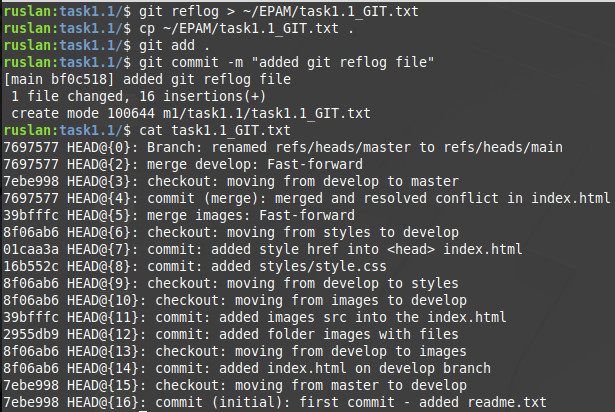 ruslan:task1.1/$ git reflog > ~/EPAM/task1.1_GIT.txt
ruslan:task1.1/$ cp ~/EPAM/task1.1_GIT.txt .
ruslan:task1.1/$ git add .
ruslan:task1.1/$ git commit -m "added git reflog file"
[main bf0c518] added git reflog file
 1 file changed, 16 insertions(+)
 create mode 100644 m1/task1.1/task1.1_GIT.txt
ruslan:task1.1/$ cat task1.1_GIT.txt
7697577 HEAD@{0}: Branch: renamed refs/heads/master to refs/heads/main
7697577 HEAD@{2}: merge develop: Fast-forward
7ebe998 HEAD@{3}: checkout: moving from develop to master
7697577 HEAD@{4}: commit (merge): merged and resolved conflict in index.html
39bfffc HEAD@{5}: merge images: Fast-forward
8f06ab6 HEAD@{6}: checkout: moving from styles to develop
01caa3a HEAD@{7}: commit: added style href into <head> index.html
16b552c HEAD@{8}: commit: added styles/style.css
8f06ab6 HEAD@{9}: checkout: moving from develop to styles
8f06ab6 HEAD@{10}: checkout: moving from images to develop
39bfffc HEAD@{11}: commit: added images src into the index.html
2955db9 HEAD@{12}: commit: added folder images with files
8f06ab6 HEAD@{13}: checkout: moving from develop to images
8f06ab6 HEAD@{14}: commit: added index.html on develop branch
7ebe998 HEAD@{15}: checkout: moving from master to develop
7ebe998 HEAD@{16}: commit (initial): first commit - added readme.txt